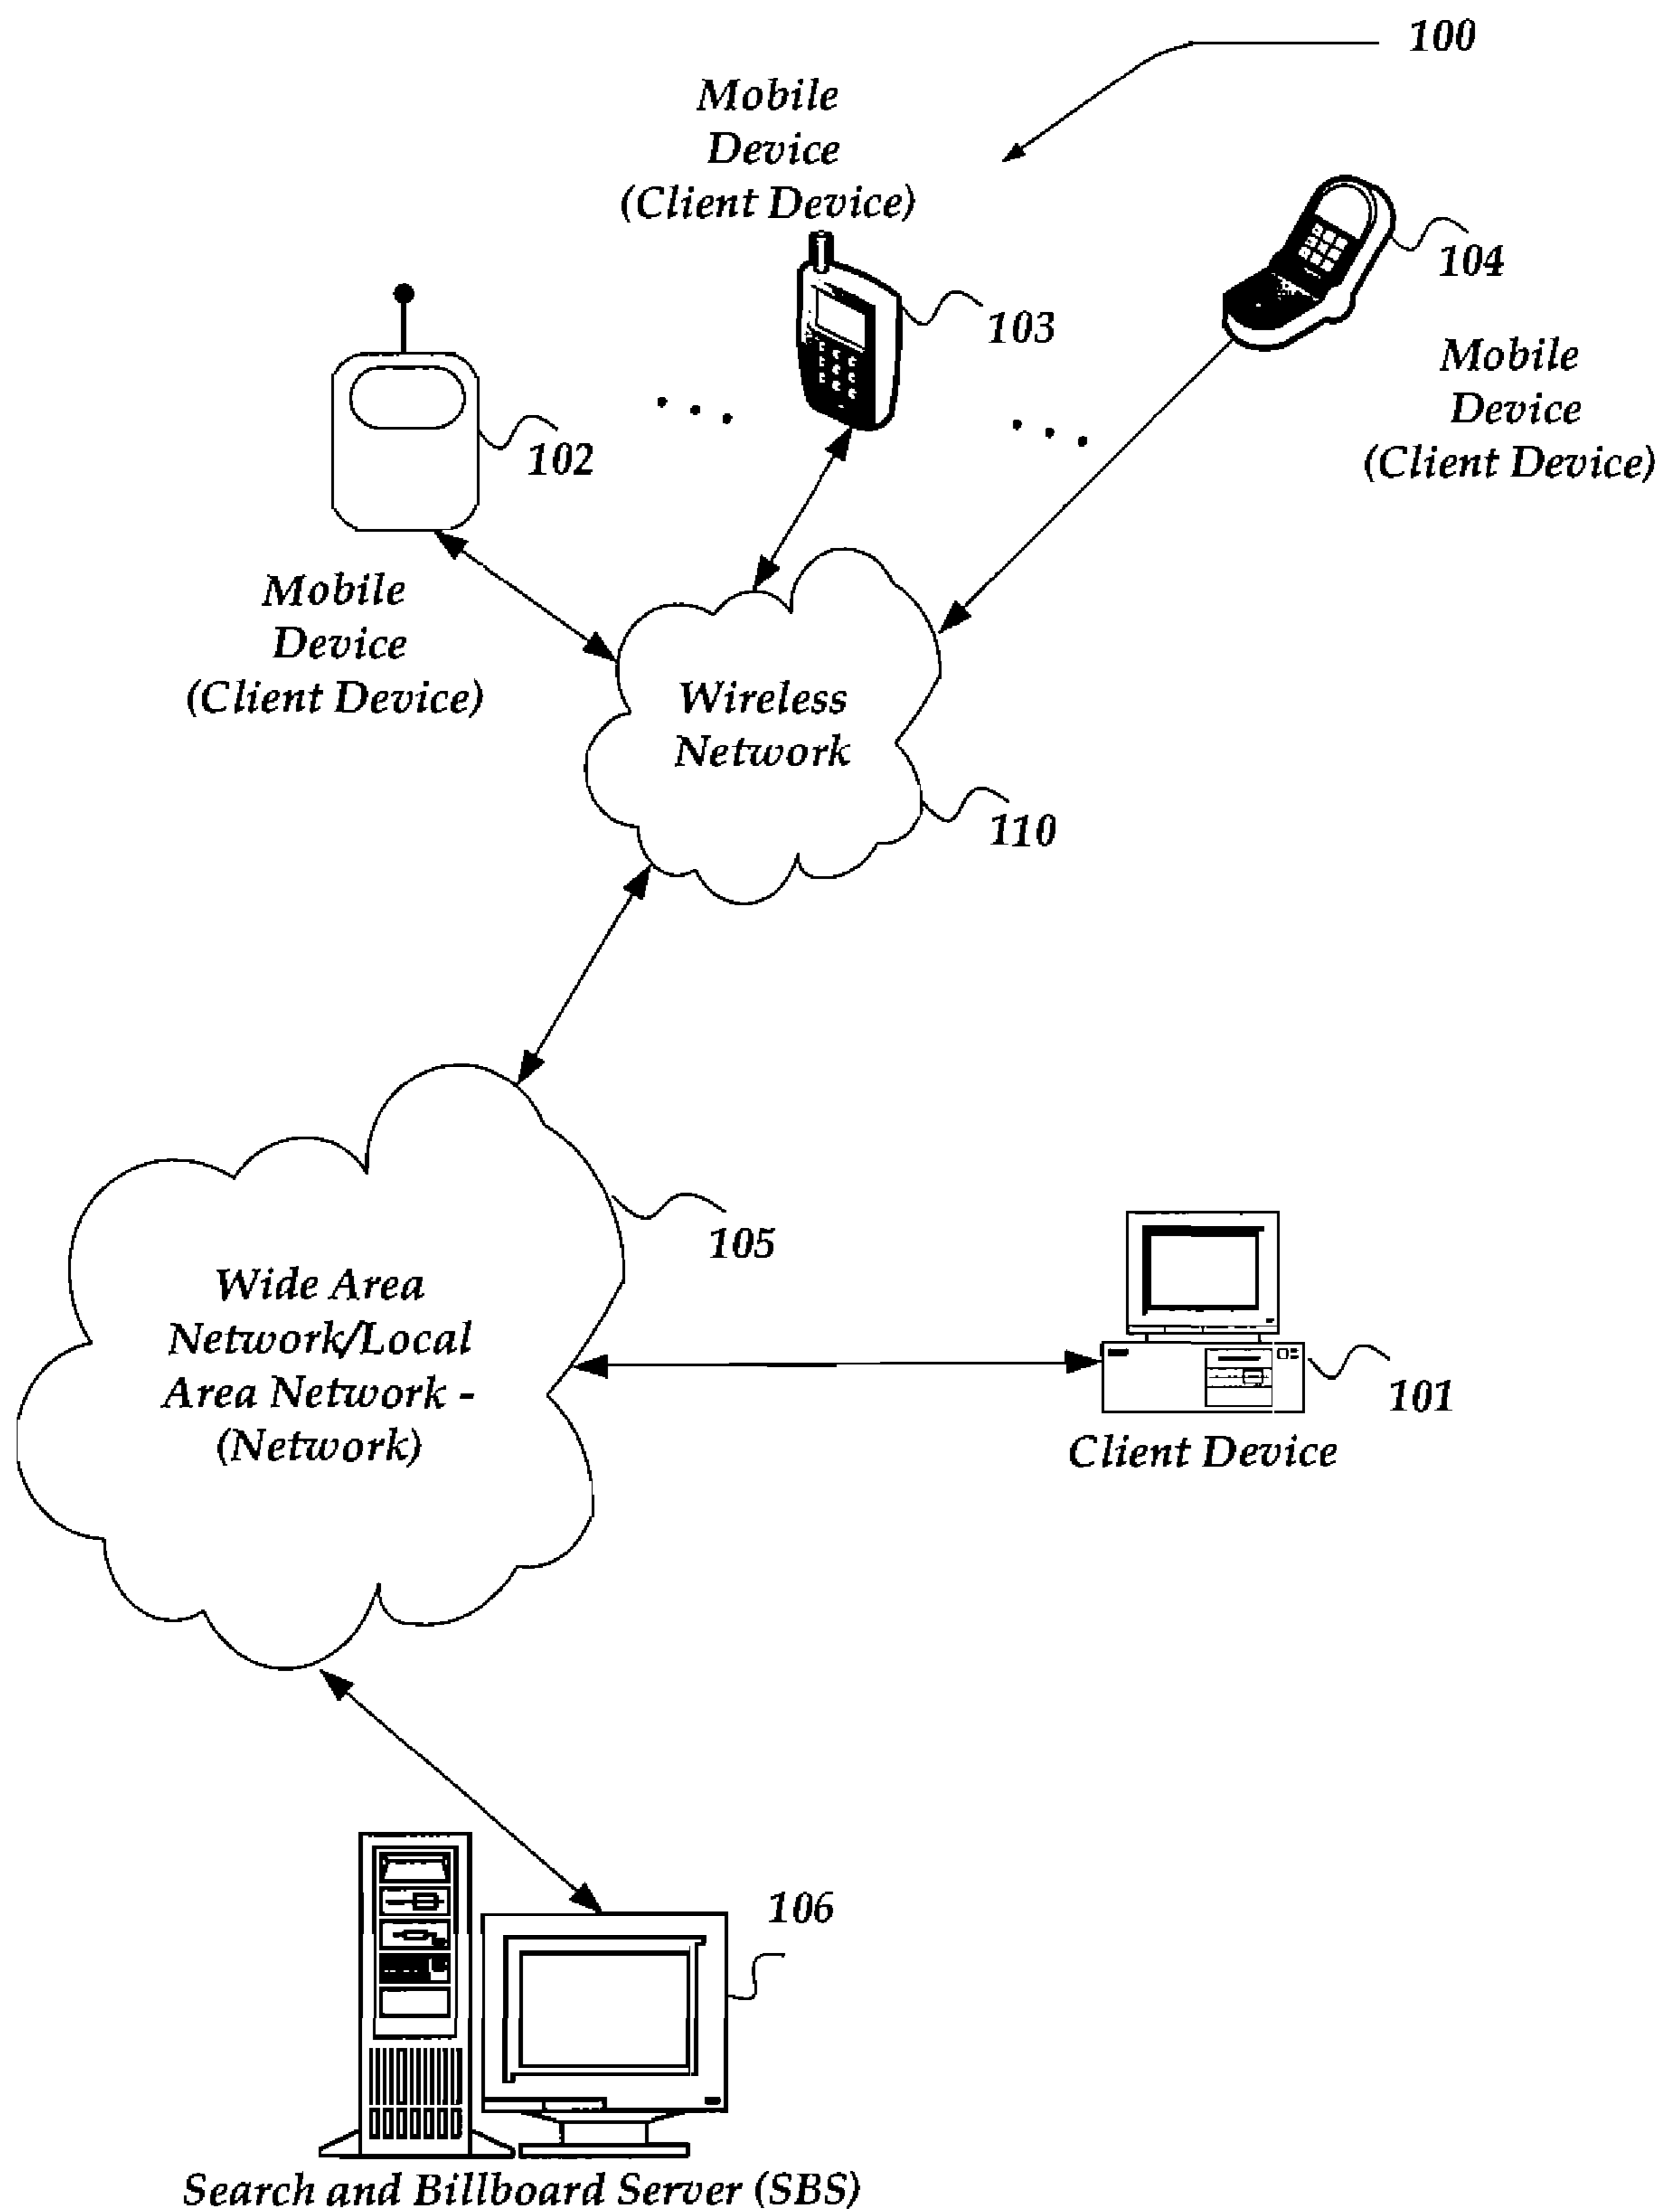 100
Mobile
Device
(Client Device)
104
103
Mobile
Device
(Client Device)
102
Mobile
Device
(Client Device)
Wireless
Network
110
105
Wide Area
Network/Local
Area Network -
(Network)
101
Client Device
106
Search and Billboard Server (SBS)